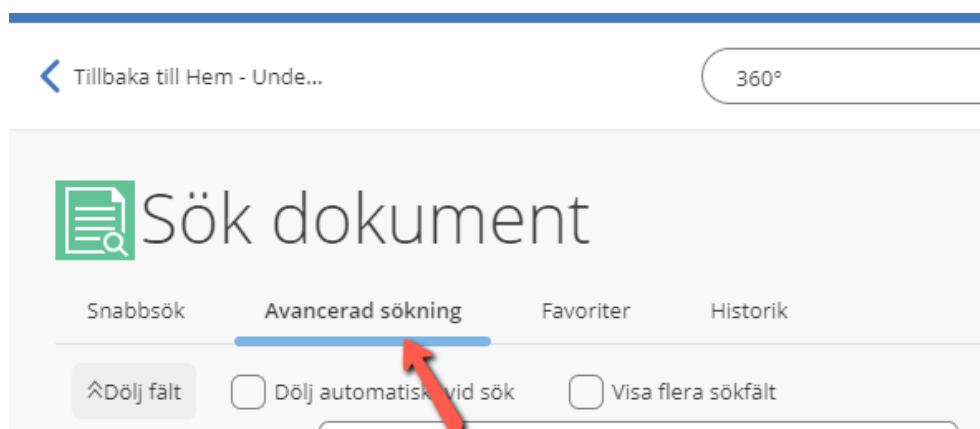 Tillbaka till Hem - Unde...
360°
Sök dokument
Snabbsök Avancerad sökning Favoriter Historik
Dölj fält Dölj automatisk vid sök Visa flera sökfält